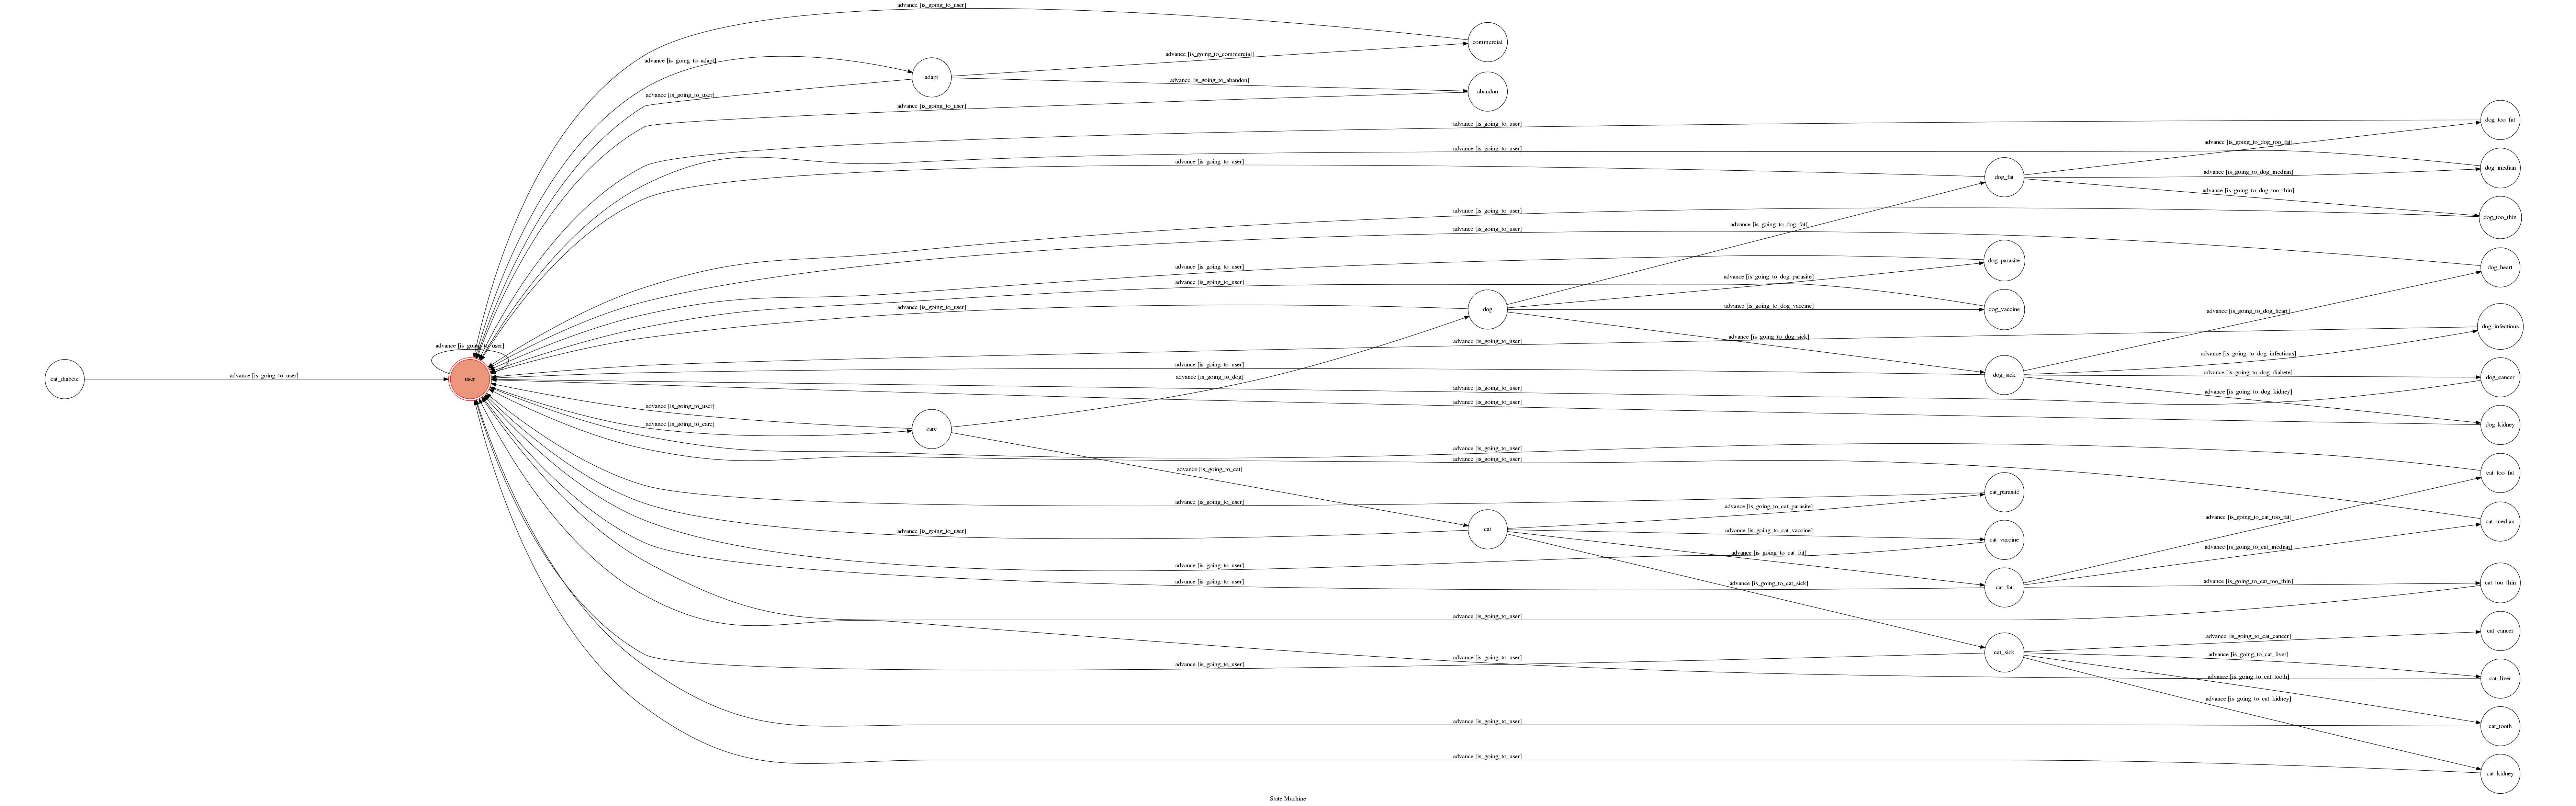 advance [is_going_to_user]
commercial
advance [is_going_to_commercial]
advance [is_going_to_adapt]
adapt
advance [is_going_to_abandon]
abandon
advance [is_going_to_user]
advance [is_going_to_user]
dog_too_fat
advance [is_going_to_user]
advance [is_going_to_dog_too_fat]
advance [is_going_to_user]
advance [is_going_to_user]
dog_median
advance [is_going_to_dog_median]
dog_fat
advance [is_going_to_dog_too_thin]
advance [is_going_to_user]
dog_too_thin
advance [is_going_to_dog_fat]
advance [is_going_to_user]
dog_parasite
advance [is_going_to_user]
dog_heart
advance [is_going_to_dog_parasite]
advance [is_going_to_user]
advance [is_going_to_user]
dog
advance [is_going_to_dog_vaccine]
dog_vaccine
advance [is_going_to_dog_heart]
dog_infectious
advance [is_going_to_dog_sick]
advance [is_going_to_user]
advance [is_going_to_user]
advance [is_going_to_dog_infectious]
advance [is_going_to_user]
advance [is_going_to_dog]
dog_sick
advance [is_going_to_dog_diabete]
dog_cancer
cat_diabete
advance [is_going_to_user]
user
advance [is_going_to_user]
advance [is_going_to_dog_kidney]
advance [is_going_to_user]
advance [is_going_to_user]
advance [is_going_to_care]
care
dog_kidney
advance [is_going_to_user]
advance [is_going_to_user]
advance [is_going_to_cat]
cat_too_fat
cat_parasite
advance [is_going_to_user]
advance [is_going_to_cat_parasite]
advance [is_going_to_cat_too_fat]
cat_median
advance [is_going_to_user]
cat
advance [is_going_to_cat_vaccine]
cat_vaccine
advance [is_going_to_cat_median]
advance [is_going_to_cat_fat]
advance [is_going_to_user]
advance [is_going_to_user]
advance [is_going_to_cat_sick]
cat_fat
advance [is_going_to_cat_too_thin]
cat_too_thin
advance [is_going_to_user]
cat_cancer
advance [is_going_to_cat_cancer]
cat_sick
advance [is_going_to_cat_liver]
advance [is_going_to_user]
advance [is_going_to_user]
advance [is_going_to_cat_tooth]
cat_liver
advance [is_going_to_cat_kidney]
advance [is_going_to_user]
cat_tooth
advance [is_going_to_user]
cat_kidney
State Machine